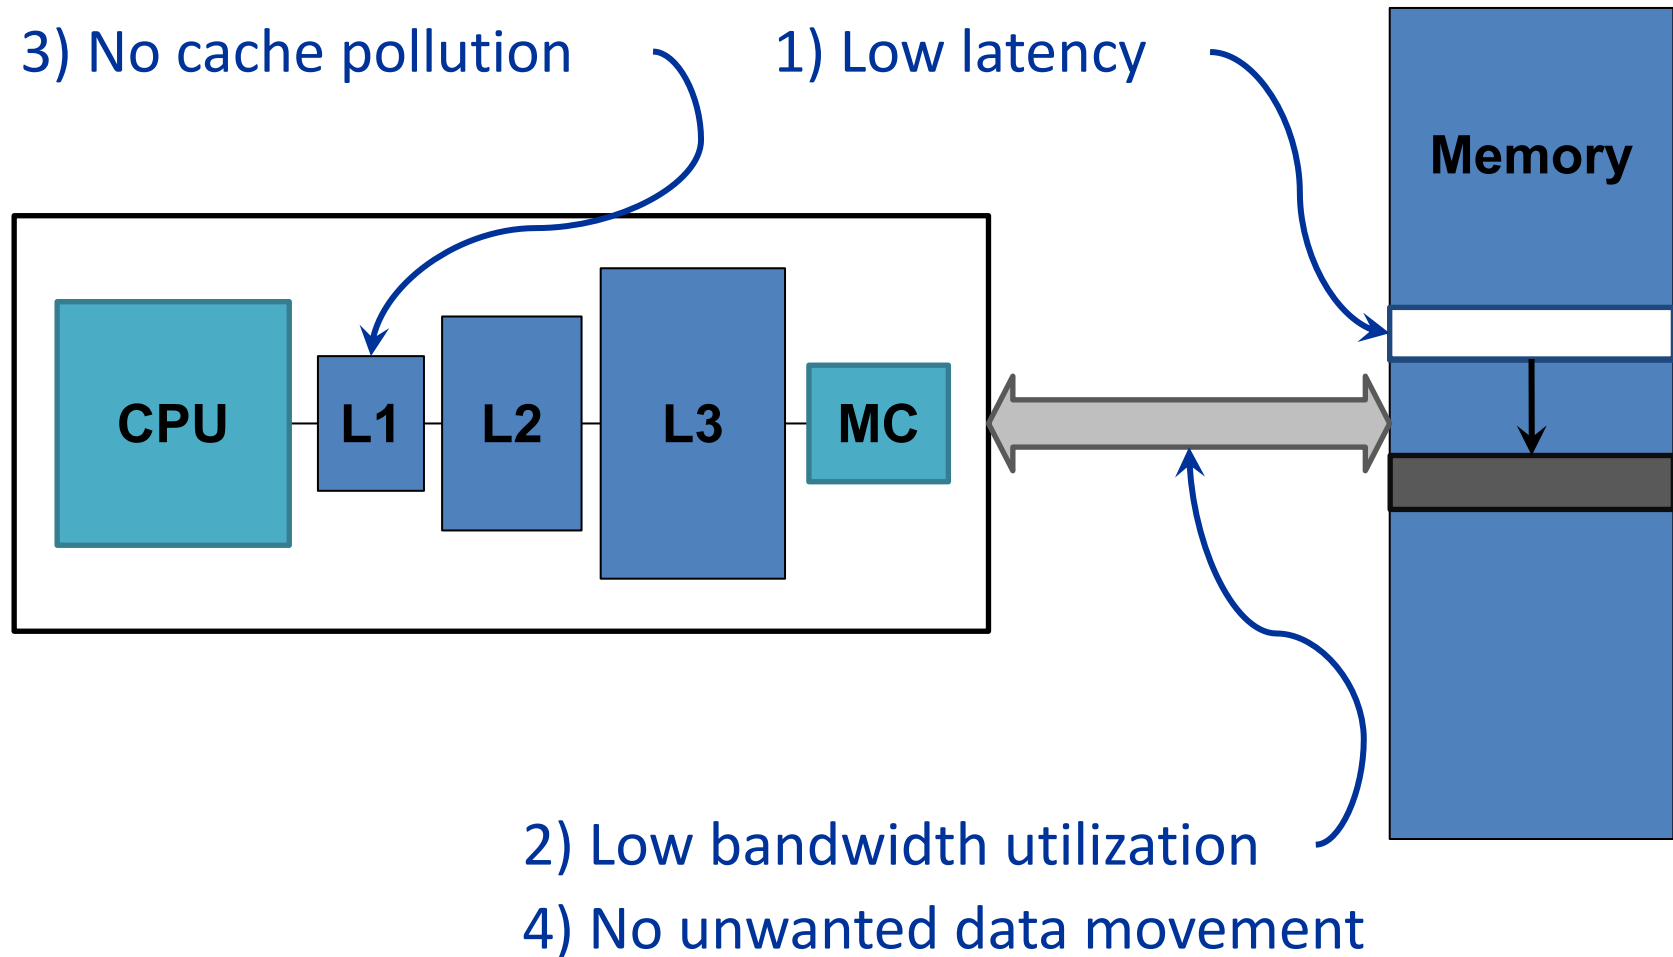 3) No cache pollution
1) Low latency
Memory
CPU
L1
L2
L3
MC
2) Low bandwidth utilization
4) No unwanted data movement